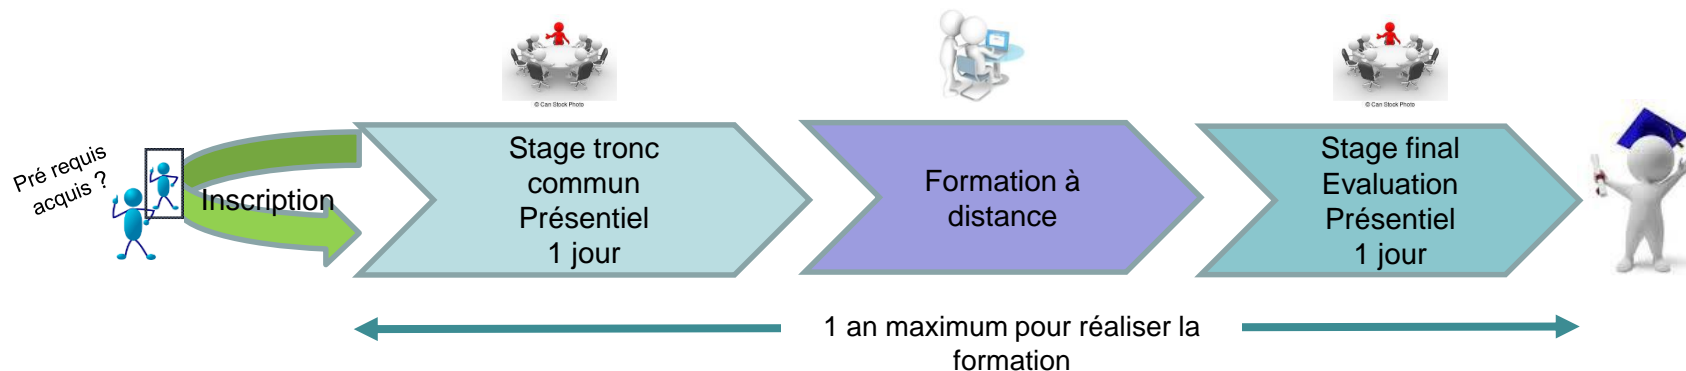 © Can Stock Photo
© Can Stock Photo
Pré requis
acquis ?
Inscription
Stage tronc
commun
Présentiel
1 jour
Formation à
distance
Stage final
Evaluation
Présentiel
1 jour
1 an maximum pour réaliser la
formation